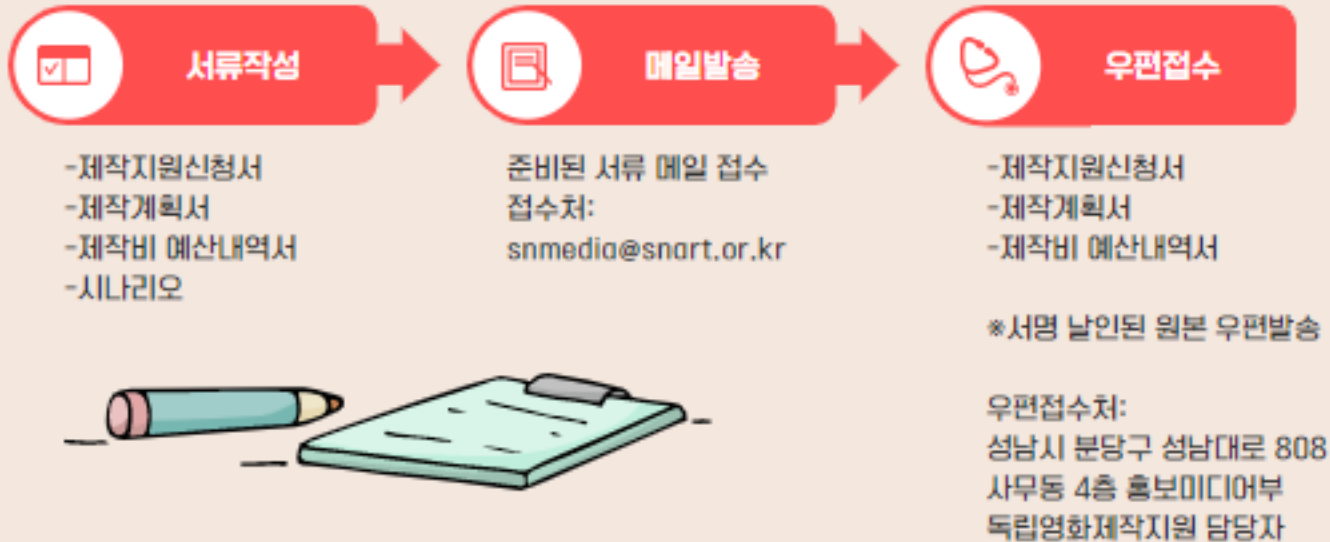 서류작성
-제작지원신청서
-제작계획서
-제작비 예산내역서
-시나리오
메일발송
준비된 서류 메일 접수
접수처:
snmedia@snart.or.kr
우편접수
-제작지원신청서
-제작계획서
-제작비 예산내역서
※서명 날인된 원본 우편발송
우편접수처:
성남시 분당구 성남대로 808
사무동 4층 홍보미디어부
독립영화제작지원 담당자